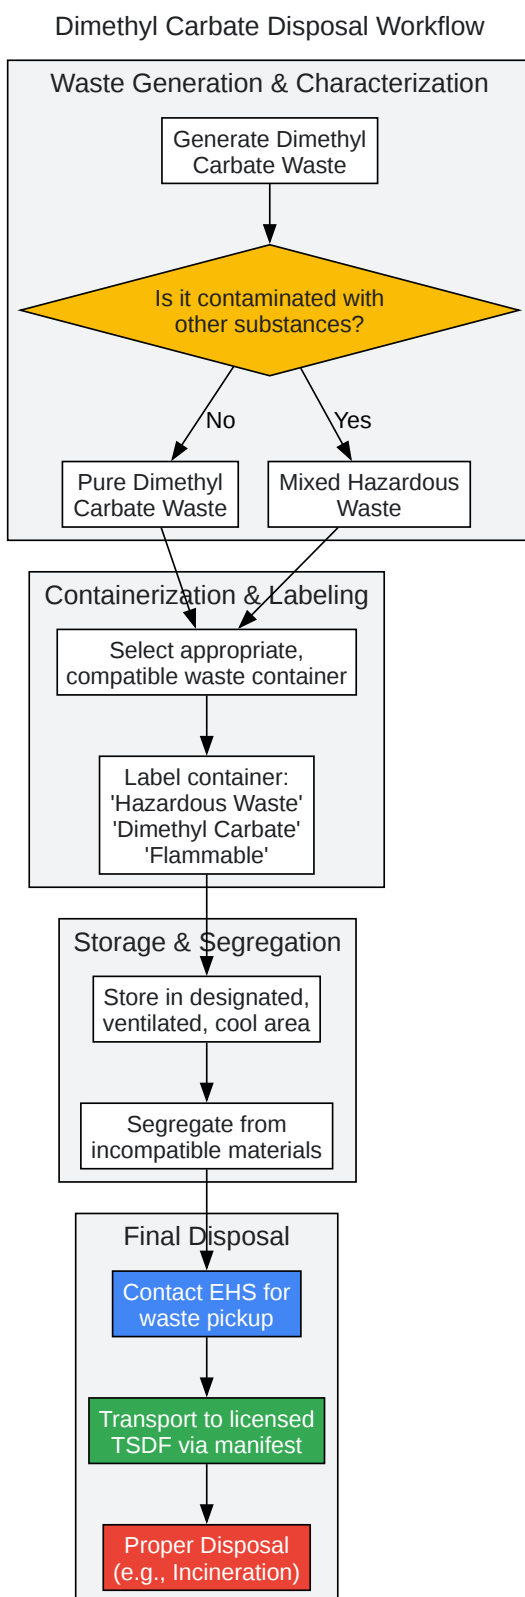 Dimethyl Carbate Disposal Workflow
Waste Generation & Characterization
Generate Dimethyl
Carbate Waste
Is it contaminated with
other substances?
No
Yes
Pure Dimethyl
Carbate Waste
Mixed Hazardous
Waste
Containerization & Labeling
Select appropriate,
compatible waste container
Label container:
'Hazardous Waste'
'Dimethyl Carbate'
'Flammable'
Storage & Segregation
Store in designated,
ventilated, cool area
Segregate from
incompatible materials
Final Disposal
Contact EHS for
waste pickup
Transport to licensed
TSDF via manifest
Proper Disposal
(e.g., Incineration)